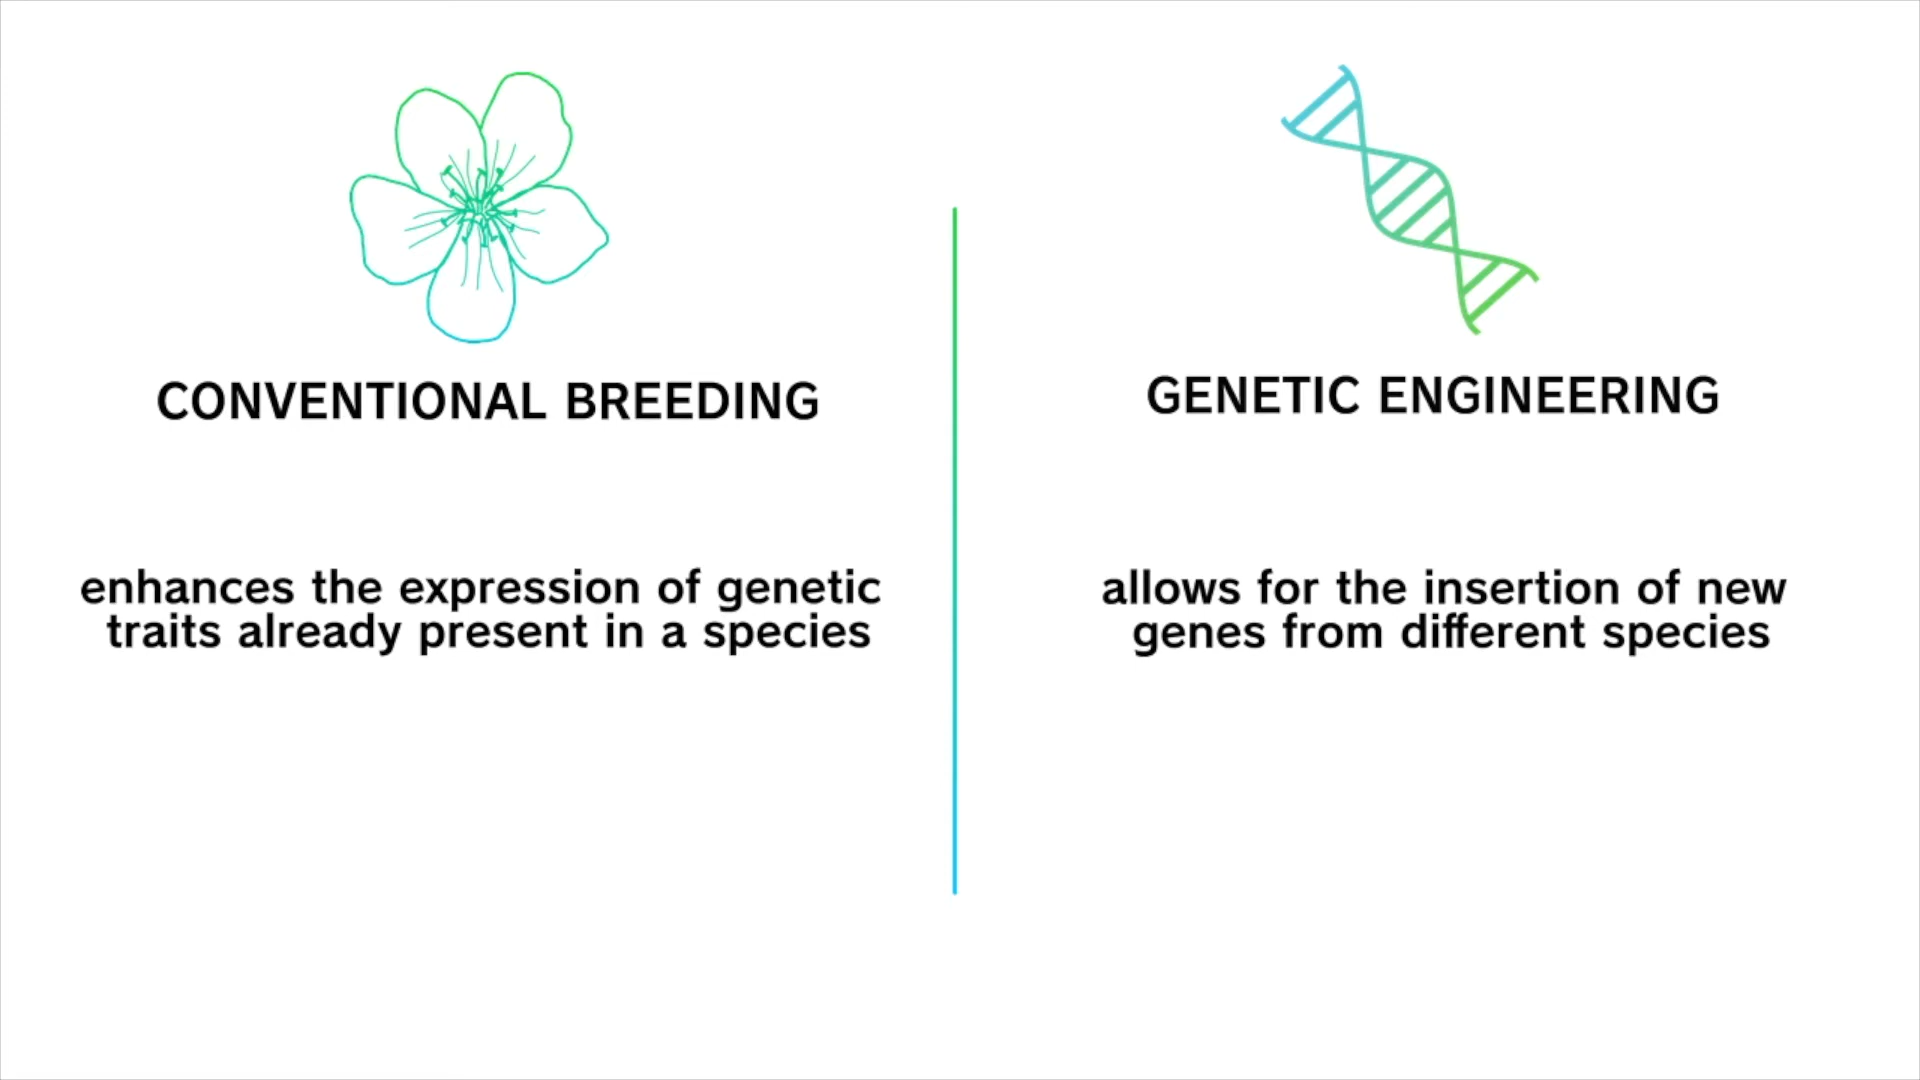 CONVENTIONAL BREEDING
enhances the expression of genetic
traits already present in a species
GENETIC ENGINEERING
allows for the insertion of new
genes from different species